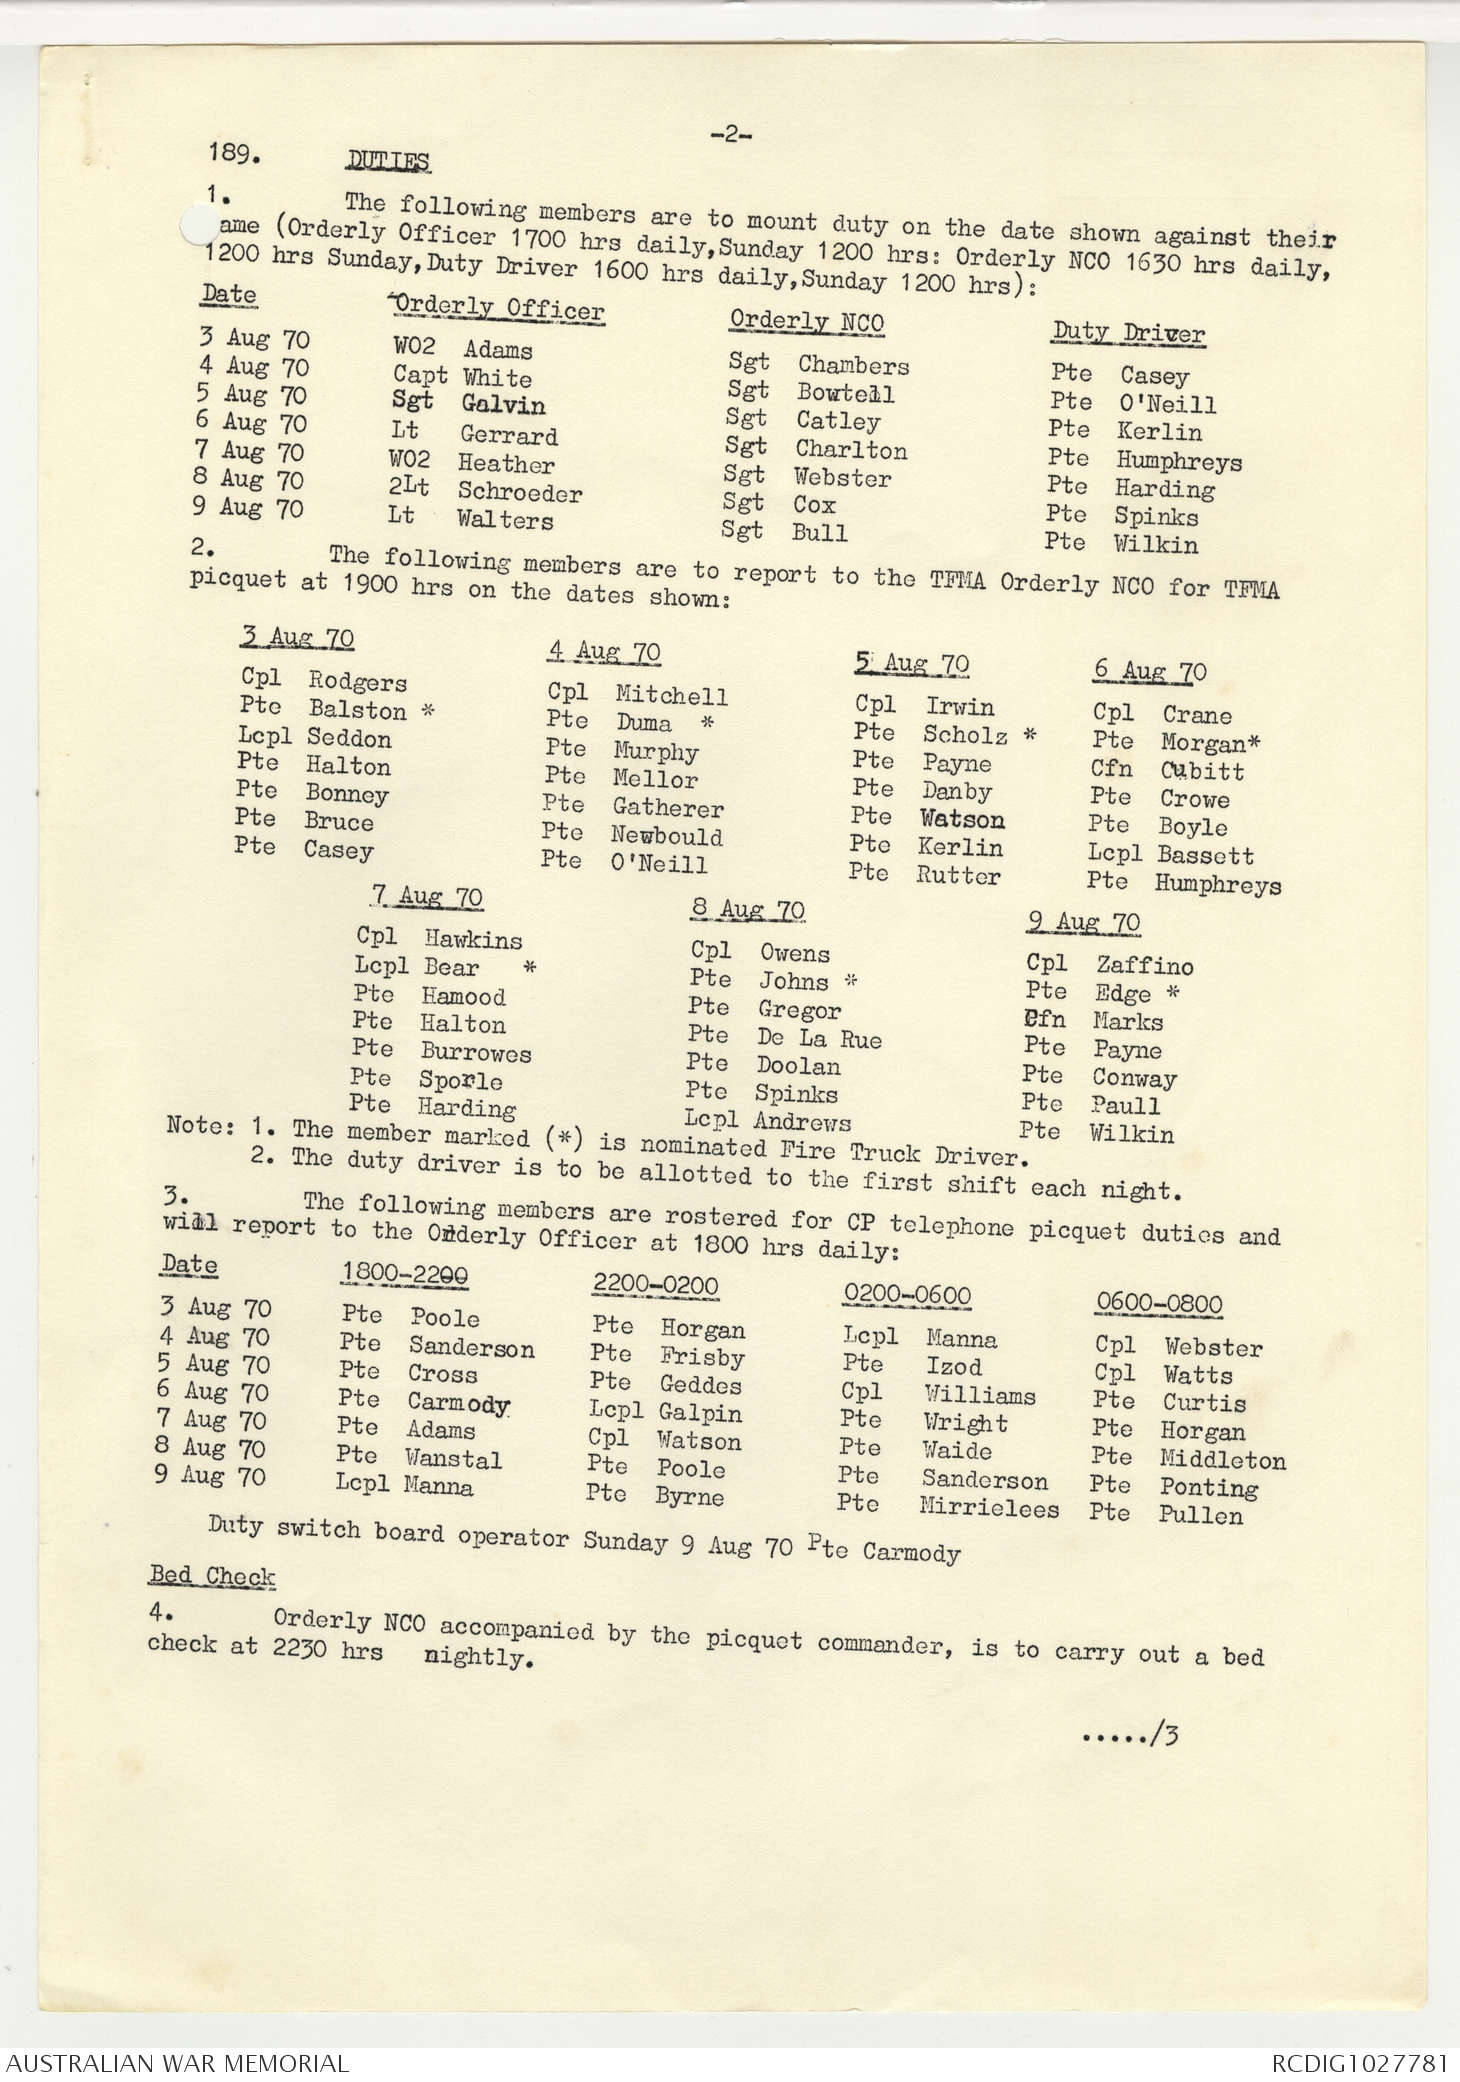 -2-
189. DUTIES
1. The following members are to mount duty on the date shown against their
ame (Orderly Officer 1700 hrs daily,Sunday 1200 hrs: Orderly NCO 1630 hrs daily,
1200 hrs Sunday,Duty Driver 1600 hrs daily,Sunday 1200 hrs):
Date Orderly Officer Orderly NCO Duty Driver
3 Aug 70 WO2 Adams Sgt Chambers Pte Casey
4 Aug 70 Capt White Sgt Bowtell Pte O'Neill
5 Aug 70 Sgt Galvin Sgt Catley Pte Kerlin
6 Aug 70 Lt Gerrard Sgt Charlton Pte Humphreys
7 Aug 70 WO2 Heather Sgt Webster Pte Harding
8 Aug 70 2Lt Schroeder Sgt Cox Pte Spinks
9 Aug 70 Lt Walters Sgt Bull Pte Wilkin
2. The following members are to report to the TFMA Orderly NCO for TFMA
picquet at 1900 hrs on the dates shown:
3 Aug 70 4 Aug 70 5 Aug 70 6 Aug 70
Cpl Rodgers Cpl Mitchell Cpl Irwin Cpl Crane
Pte Balston * Pte Duma * Pte Scholz * Pte Morgan*
Lcpl Seddon Pte Murphy Pte Payne Cfn Cubitt
Pte Halton Pte Mellor Pte Danby Pte Crowe
Pte Bonney Pte Gatherer Pte Watson Pte Boyle
Pte Bruce Pte Newbould Pte Kerlin Lcpl Bassett
Pte Casey Pte O'Neill Pte Rutter Pte Humphreys
7 Aug 70 8 Aug 70 9 Aug 70
Cpl Hawkins Cpl Owens Cpl Zaffino
Lcpl Bear * Pte Johns * Pte Edge *
Pte Hamood Pte Gregor Cfn Marks
Pte Halton Pte De La Rue Pte Payne
Pte Burrowes Pte Doolan Pte Conway
Pte Sporle Pte Spinks Pte Paull
Pte Harding Lcpl Andrews Pte Wilkin
Note: 1. The member marked (*) is nominated Fire Truck Driver.
2. The duty driver is to be allotted to the first shift each night.
3. The following members are rostered for CP telephone picquet duties and
will report to the Orderly Officer at 1800 hrs daily:
Date 1800-2200 2200-0200 0200-0600 0600-0800
3 Aug 70 Pte Poole Pte Horgan Lcpl Manna Cpl Webster
4 Aug 70 Pte Sanderson Pte Frisby Pte Izod Cpl Watts
5 Aug 70 Pte Cross Pte Geddes Cpl Williams Pte Curtis
6 Aug 70 Pte Carmody Lcpl Galpin Pte Wright Pte Horgan
7 Aug 70 Pte Adams Cpl Watson Pte Waide Pte Middleton
8 Aug 70 Pte Wanstal Pte Poole Pte Sanderson Pte Ponting
9 Aug 70 Lcpl Manna Pte Byrne Pte Mirrielees Pte Pullen
Duty switch board operator Sunday 9 Aug 70 Pte Carmody
Bed Check
4. Orderly NCO accompanied by the picquet commander, is to carry out a bed
check at 2230 hrs nightly.
...../3
AUSTRALIAN WAR MEMORIAL RCDIG1027781